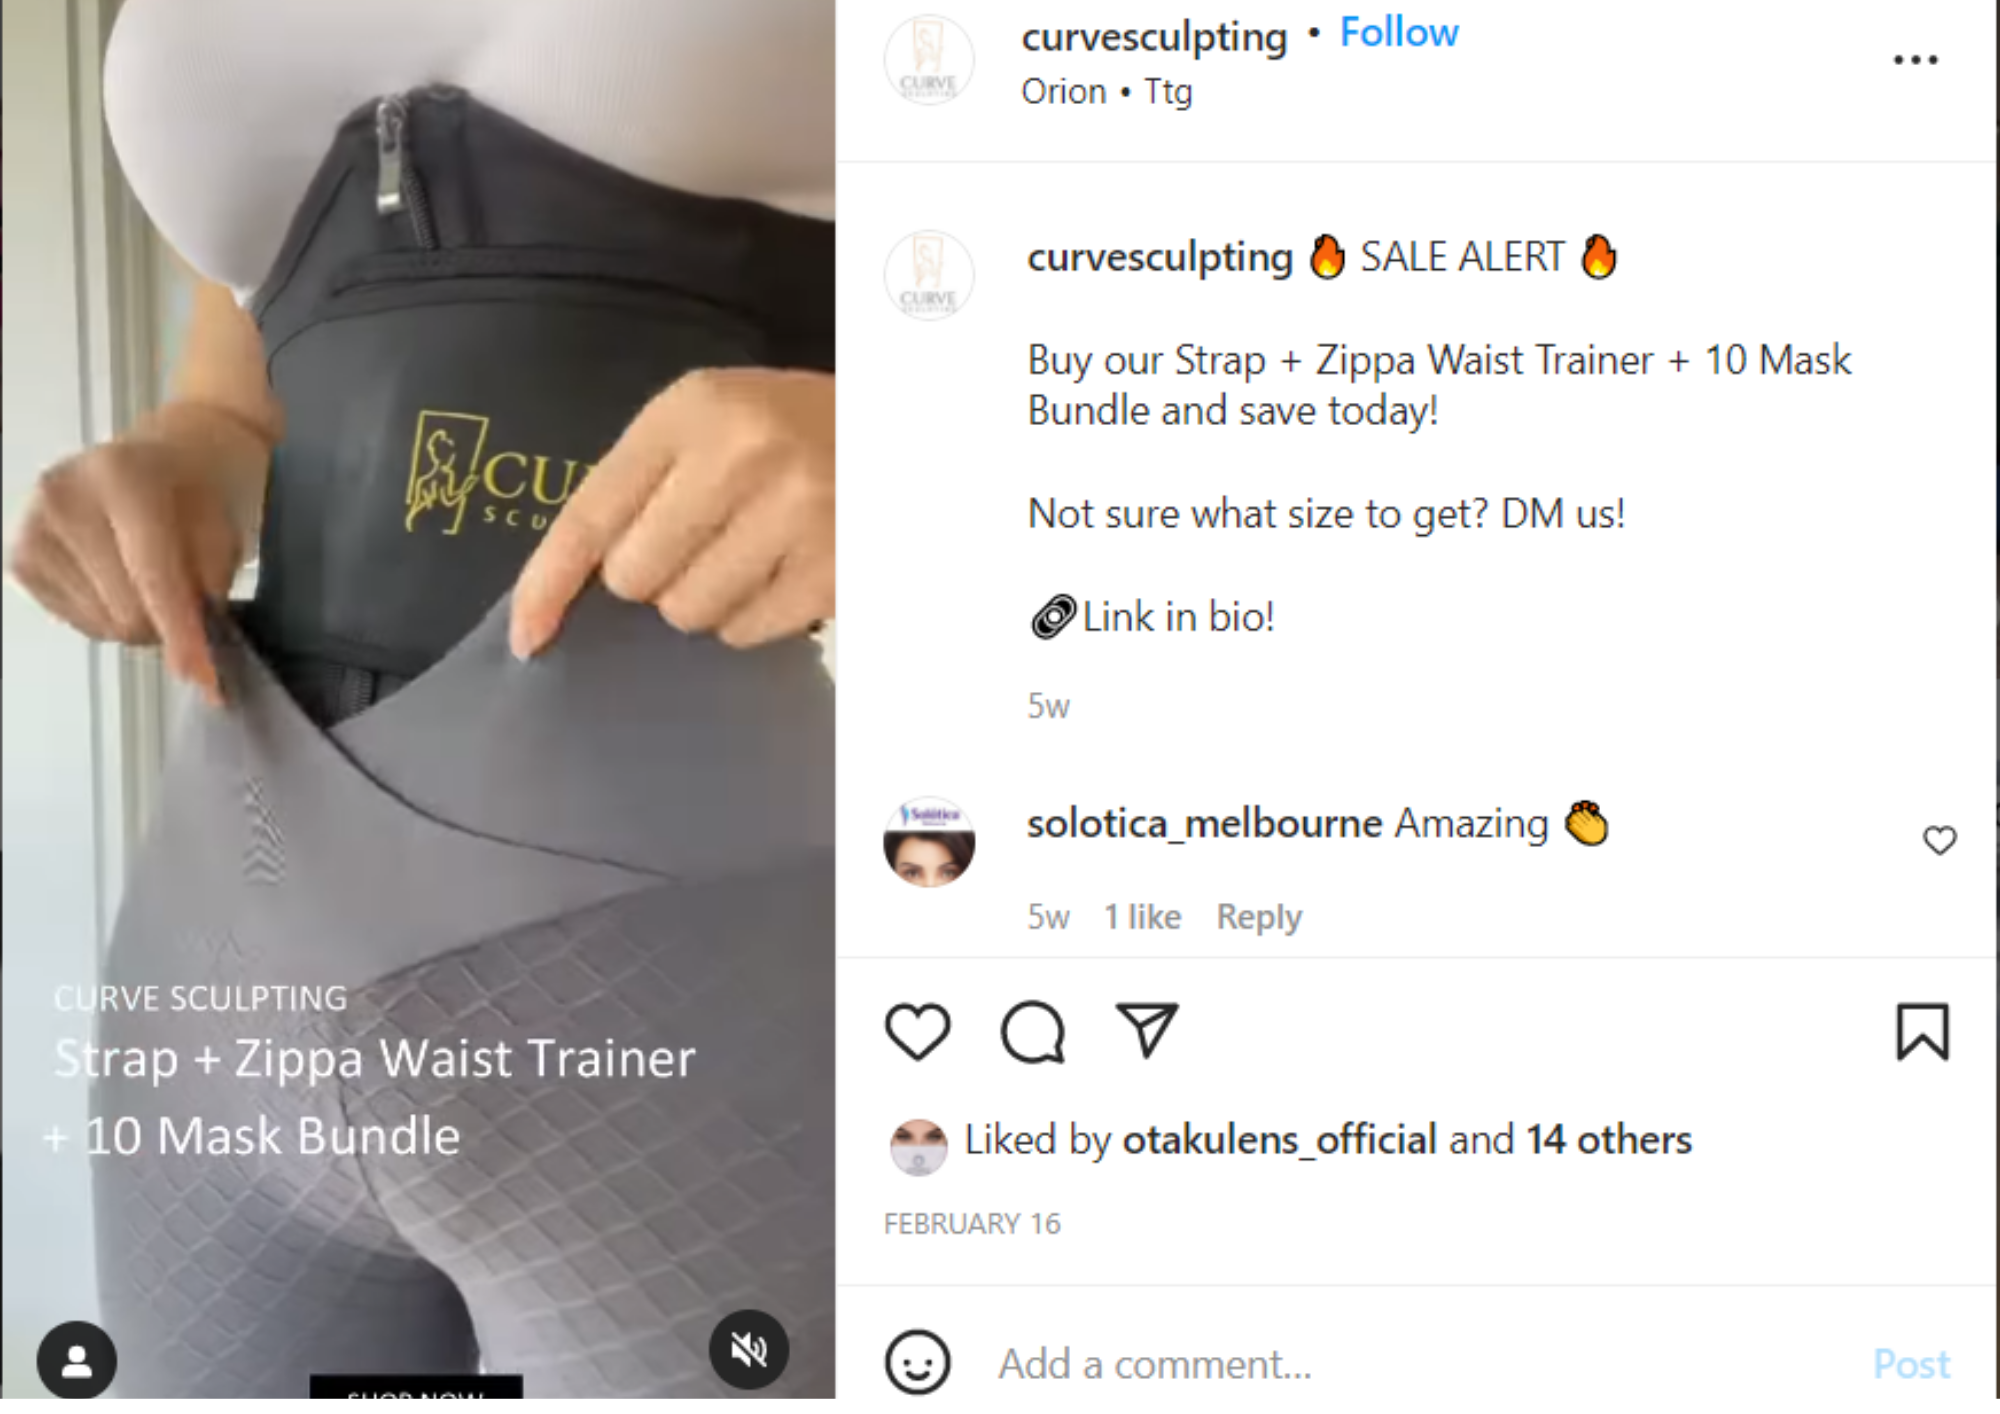 CU
SCU
CURVE SCULPTING
Strap + Zippa Waist Trainer
+ 10 Mask Bundle
SHOP NOW
CURVE
curvesculpting • Follow
Orion • Ttg
CURVE
curvesculpting 🔥 SALE ALERT 🔥
Buy our Strap + Zippa Waist Trainer + 10 Mask
Bundle and save today!
Not sure what size to get? DM us!
🔗Link in bio!
5w
Solótica
solotica_melbourne Amazing 👏
5w 1 like Reply
Liked by otakulens_official and 14 others
FEBRUARY 16
Add a comment...
Post